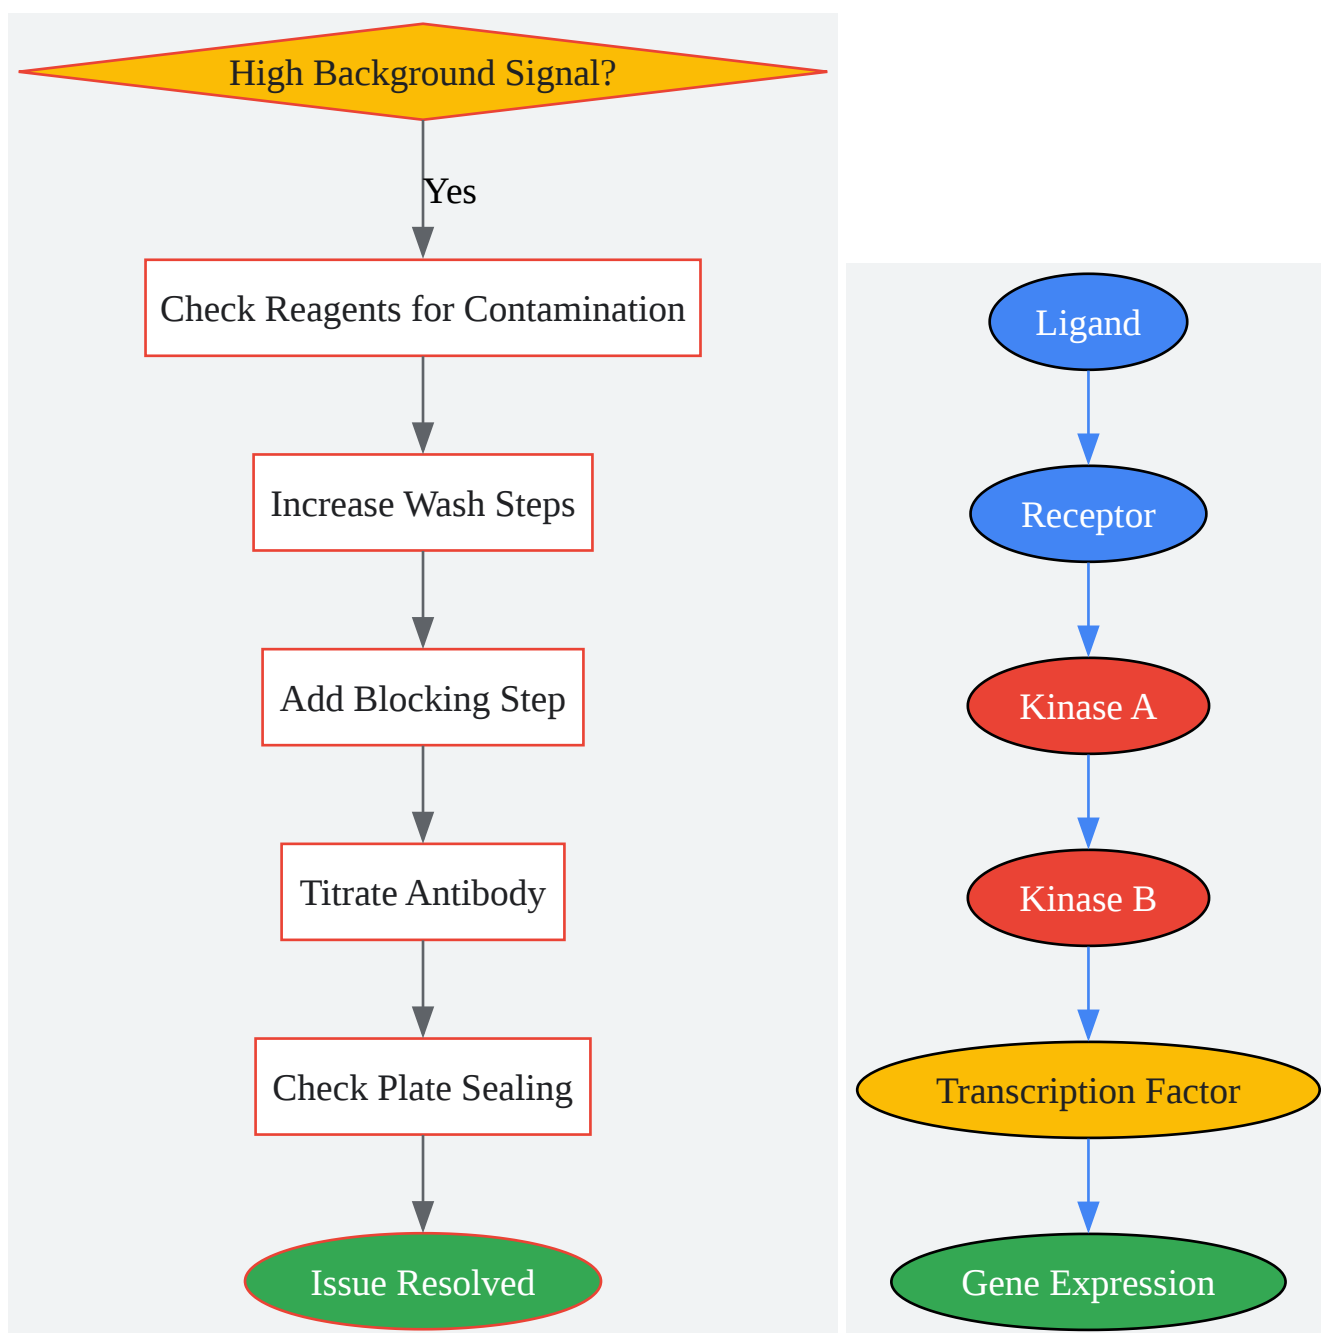 High Background Signal?
Yes
Check Reagents for Contamination
Increase Wash Steps
Add Blocking Step
Titrate Antibody
Check Plate Sealing
Issue Resolved
Ligand
Receptor
Kinase A
Kinase B
Transcription Factor
Gene Expression